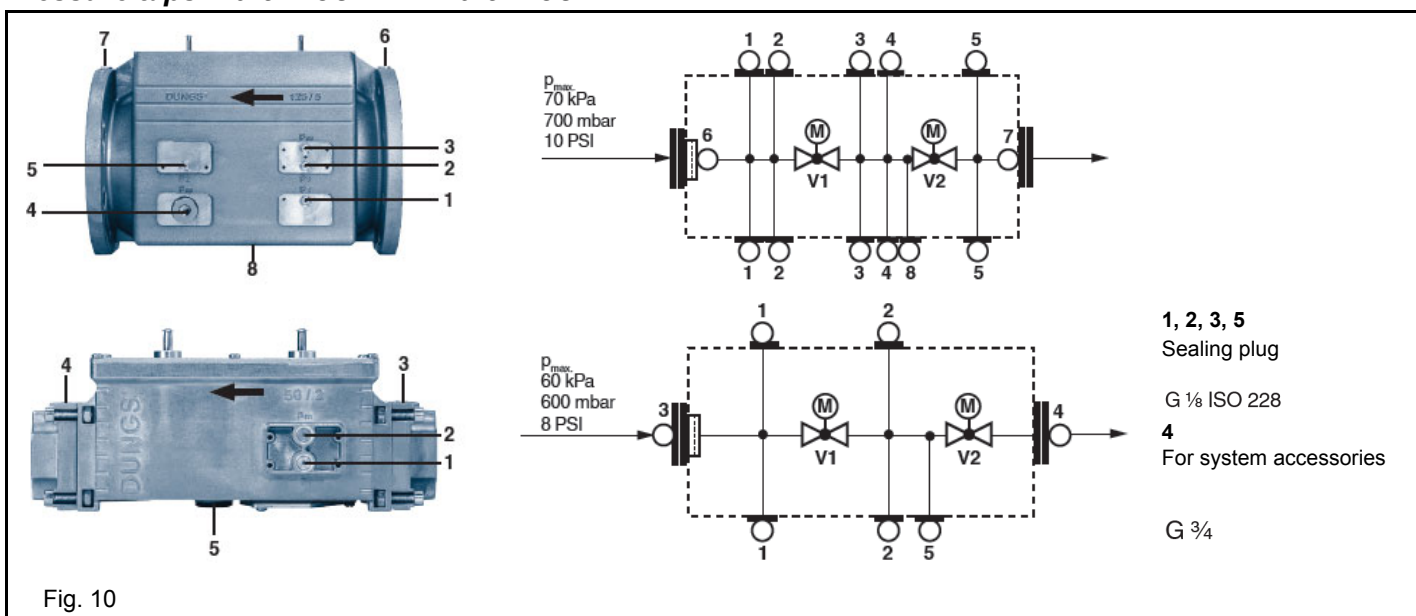 7
6
DUNGS
125 / 5
Pm
3
2
5
4
1
8
1 2 3 4 5
pmax.
70 kPa
700 mbar
10 PSI
6
M
M
7
V1
V2
1 2 3 4 8 5
4
3
50 / 2
DUNGS
Pm
2
1
5
1
2
pmax.
60 kPa
600 mbar
8 PSI
3
M
M
4
V1
V2
1
2
5
1, 2, 3, 5
Sealing plug
G 1⁄8 ISO 228
4
For system accessories
G 3⁄4
Fig. 10